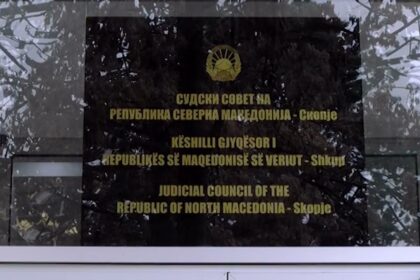 СУДСКИ СОВЕТ НА
РЕПУБЛИКА СЕВЕРНА МАКЕДОНИЈА - Скопје
KËSHILLI GJYQËSOR I
REPUBLIKËS SË MAQEDONISË SË VERIUT - Shkup
JUDICIAL COUNCIL OF THE
REPUBLIC OF NORTH MACEDONIA - Skopje